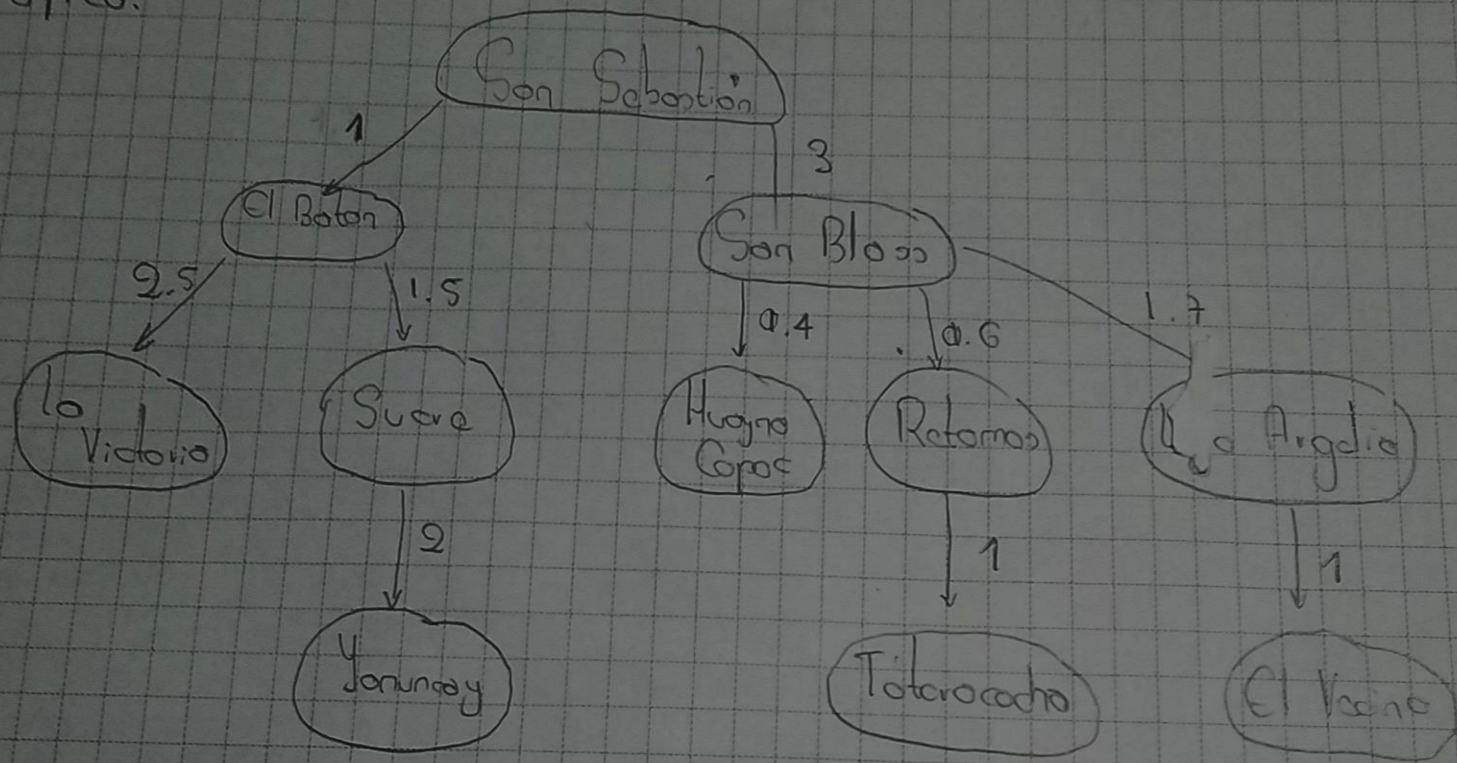 San Sebastián
1
3
El Batan
San Blass
2.5
1.5
0.4
0.6
1.7
la
Victoria
Sucre
Huayna
Capac
Retamas
Argelia
2
1
1
Yanuncay
Totoracocha
El Vecino